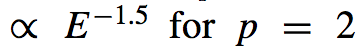 ∝ E⁻¹·⁵ for p = 2